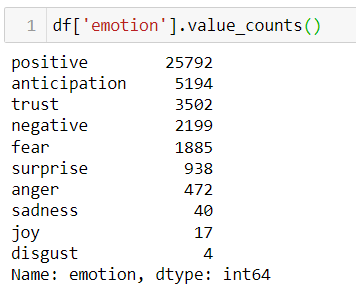 1 df['emotion'].value_counts()
positive 25792
anticipation 5194
trust 3502
negative 2199
fear 1885
surprise 938
anger 472
sadness 40
joy 17
disgust 4
Name: emotion, dtype: int64